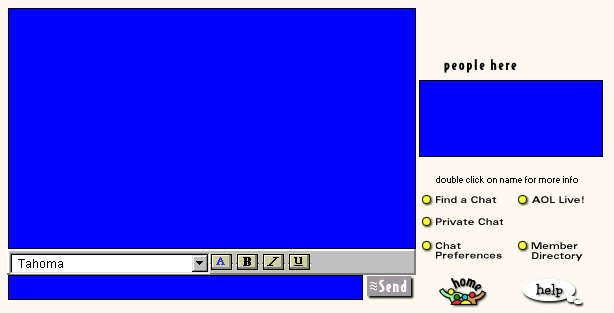 people here
double click on name for more info
Find a Chat
AOL Live!
Private Chat
Chat
Preferences
Member
Directory
Tahoma
A B I U
≋Send
home
help